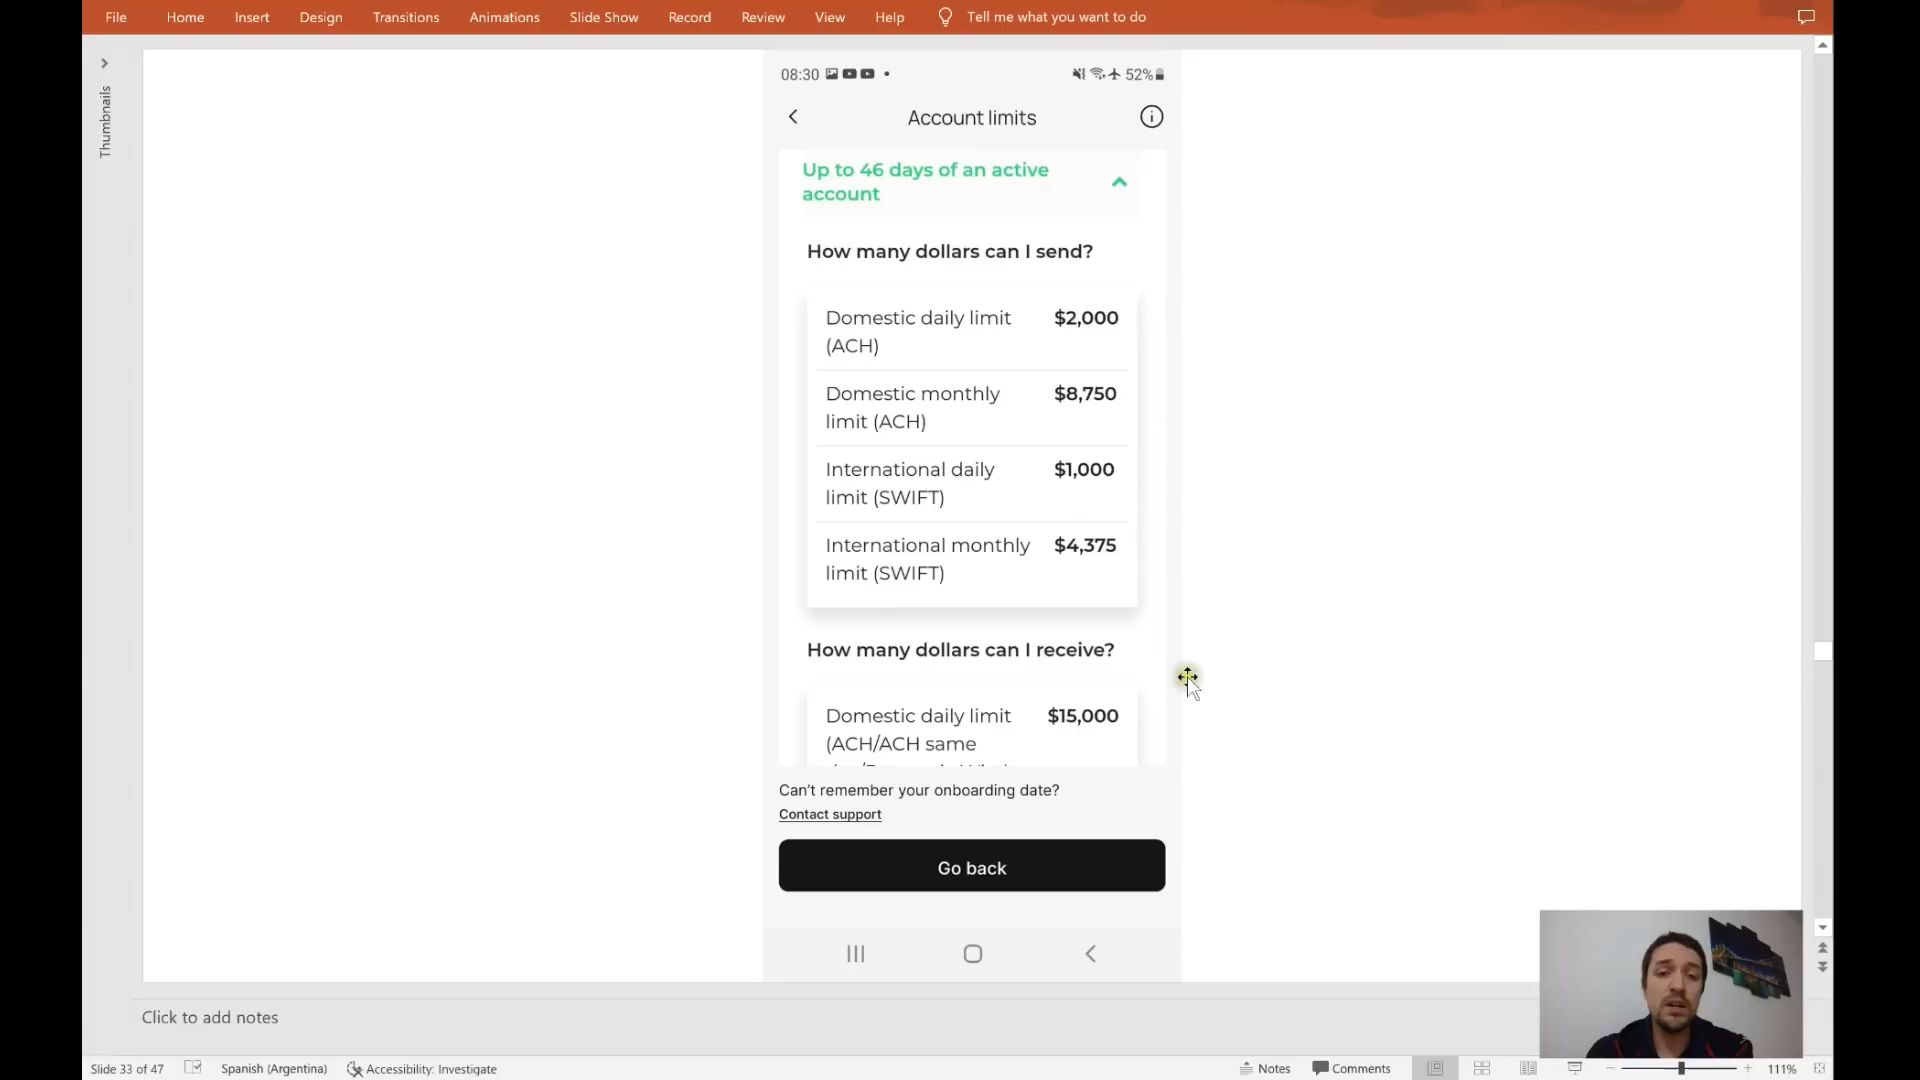 File Home Insert Design Transitions Animations Slide Show Record Review View Help Tell me what you want to do
Thumbnails
08:30 52%
Account limits
Up to 46 days of an active
account
How many dollars can I send?
Domestic daily limit $2,000
(ACH)
Domestic monthly $8,750
limit (ACH)
International daily $1,000
limit (SWIFT)
International monthly $4,375
limit (SWIFT)
How many dollars can I receive?
Domestic daily limit $15,000
(ACH/ACH same
Can't remember your onboarding date?
Contact support
Go back
Click to add notes
Slide 33 of 47 Spanish (Argentina) Accessibility: Investigate Notes Comments 111%